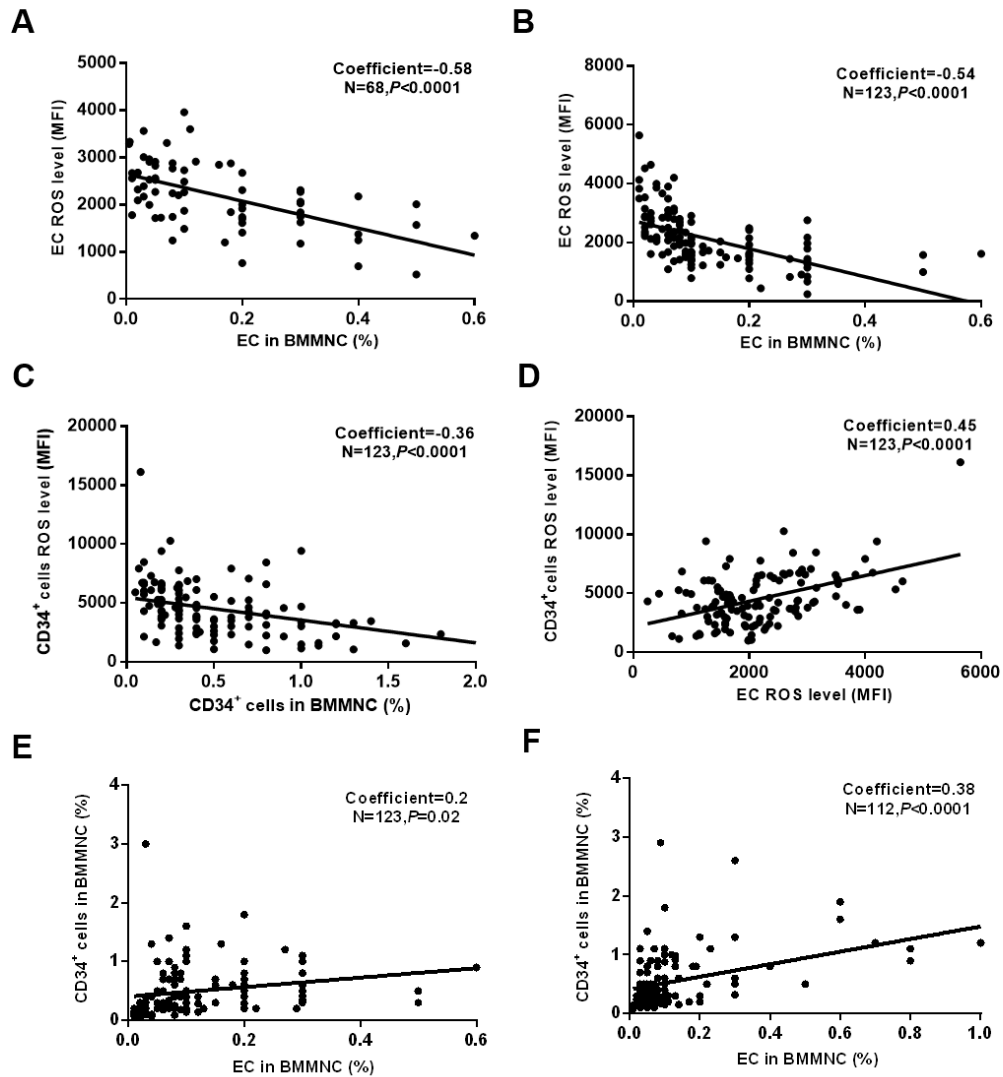 A
EC ROS level (MFI)
5000
4000
3000
2000
1000
0
Coefficient=-0.58
N=68,P<0.0001
0.0 0.2 0.4 0.6
EC in BMMNC (%)
B
EC ROS level (MFI)
8000
6000
4000
2000
0
Coefficient=-0.54
N=123,P<0.0001
0.0 0.2 0.4 0.6
EC in BMMNC (%)
C
CD34+ cells ROS level (MFI)
20000
15000
10000
5000
0
Coefficient=-0.36
N=123,P<0.0001
0.0 0.5 1.0 1.5 2.0
CD34+ cells in BMMNC (%)
D
CD34+cells ROS level (MFI)
20000
15000
10000
5000
0
Coefficient=0.45
N=123,P<0.0001
0 2000 4000 6000
EC ROS level (MFI)
E
CD34+ cells in BMMNC (%)
4
3
2
1
0
Coefficient=0.2
N=123,P=0.02
0.0 0.2 0.4 0.6
EC in BMMNC (%)
F
CD34+ cells in BMMNC (%)
4
3
2
1
0
Coefficient=0.38
N=112,P<0.0001
0.0 0.2 0.4 0.6 0.8 1.0
EC in BMMNC (%)